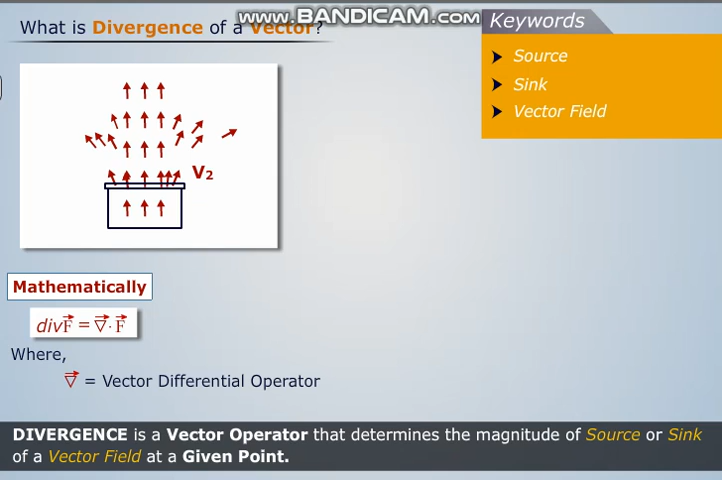 www.BANDICAM.com
What is Divergence of a Vector?
Keywords
Source
Sink
Vector Field
V₂
Mathematically
div F⃗ = ∇⃗ · F⃗
Where,
∇⃗ = Vector Differential Operator
DIVERGENCE is a Vector Operator that determines the magnitude of Source or Sink
of a Vector Field at a Given Point.